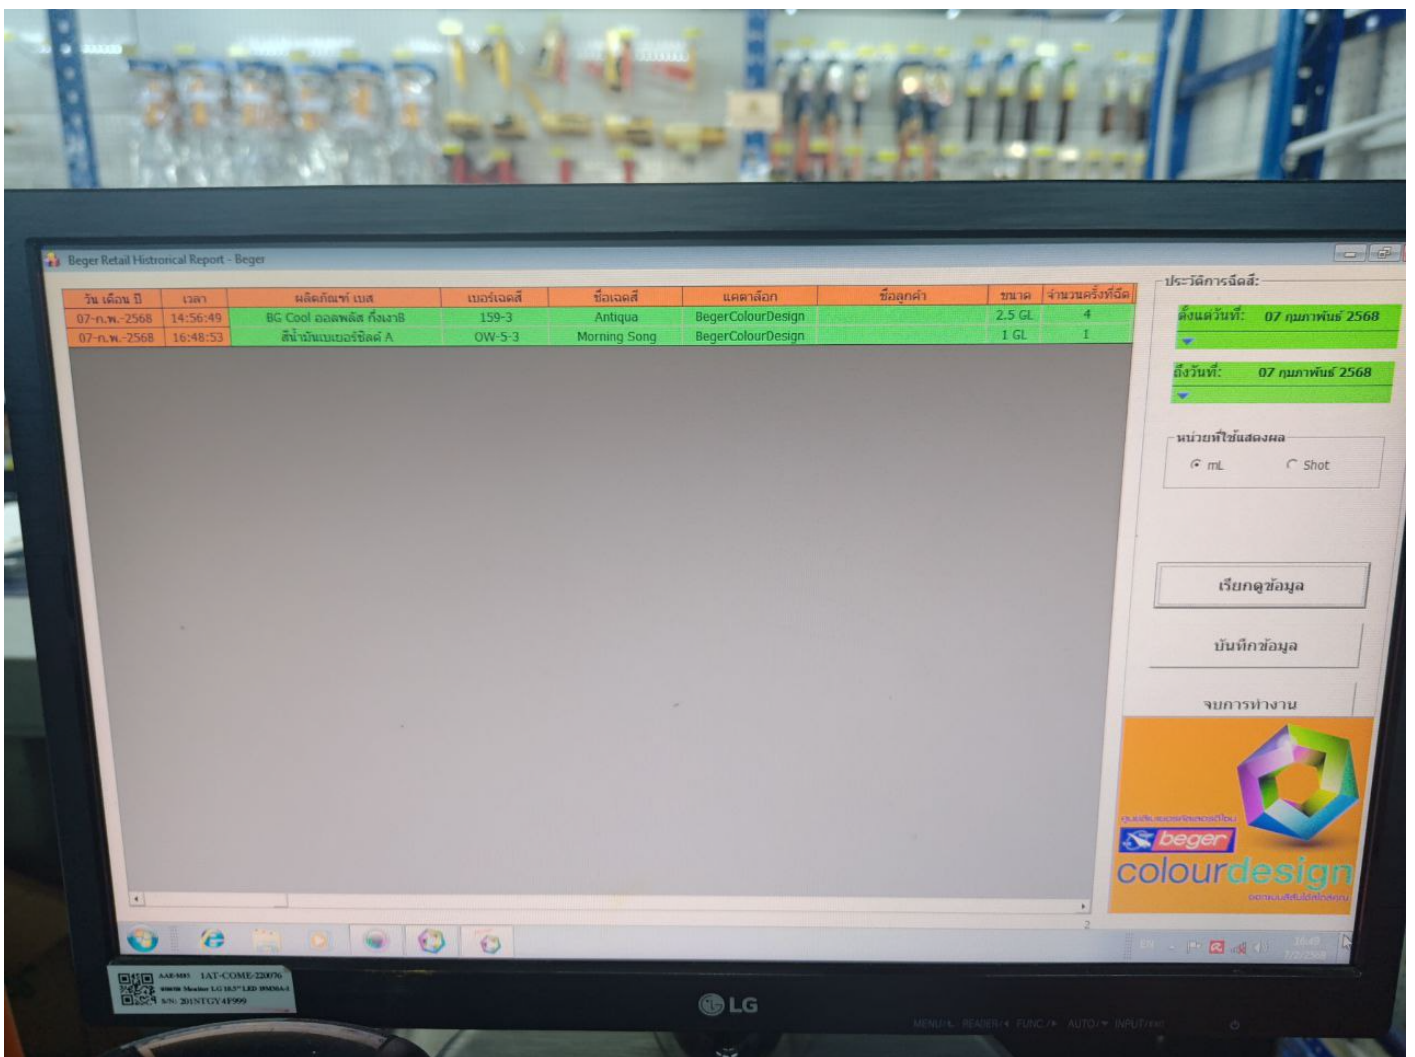 Beger Retail Histrorical Report - Beger
วัน เดือน ปี เวลา ผลิตภัณฑ์ เบส เบอร์เฉดสี ชื่อเฉดสี แคตาล็อก ชื่อลูกค้า ขนาด จำนวนครั้งที่ฉีด
07-ก.พ.-2568 14:56:49 BG Cool ออลพลัส กึ่งเงาB 159-3 Antiqua BegerColourDesign 2.5 GL 4
07-ก.พ.-2568 16:48:53 สีน้ำมันเบเยอร์ชิลด์ A OW-5-3 Morning Song BegerColourDesign 1 GL 1
ประวัติการฉีดสี:
ตั้งแต่วันที่: 07 กุมภาพันธ์ 2568
ถึงวันที่: 07 กุมภาพันธ์ 2568
หน่วยที่ใช้แสดงผล
mL Shot
เรียกดูข้อมูล
บันทึกข้อมูล
จบการทำงาน
beger
colourdesign
2
EN 16:49
7/2/2568
1AT-COME-220076
S/N: 201NTGY4F999
LG